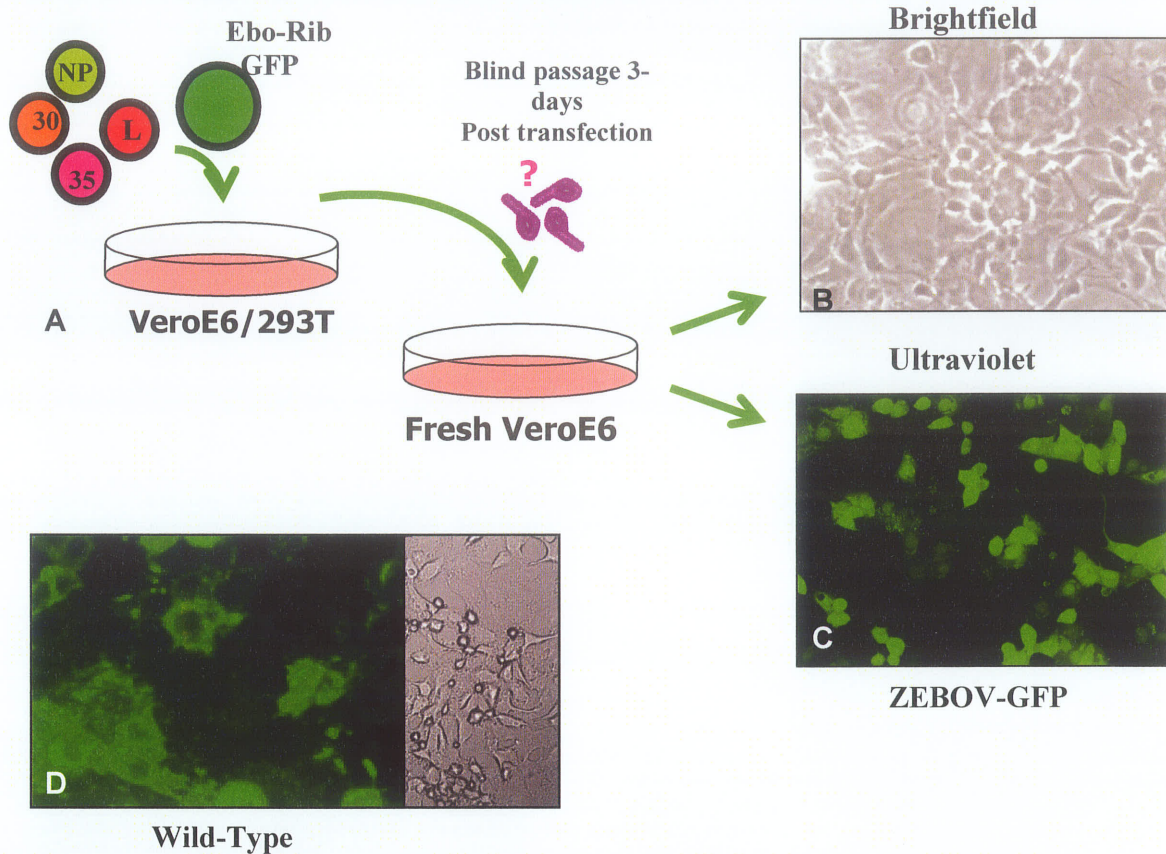 Ebo-Rib
GFP
NP
30
L
35
Blind passage 3-
days
Post transfection
?
A
VeroE6/293T
Fresh VeroE6
Brightfield
B
Ultraviolet
C
ZEBOV-GFP
D
Wild-Type